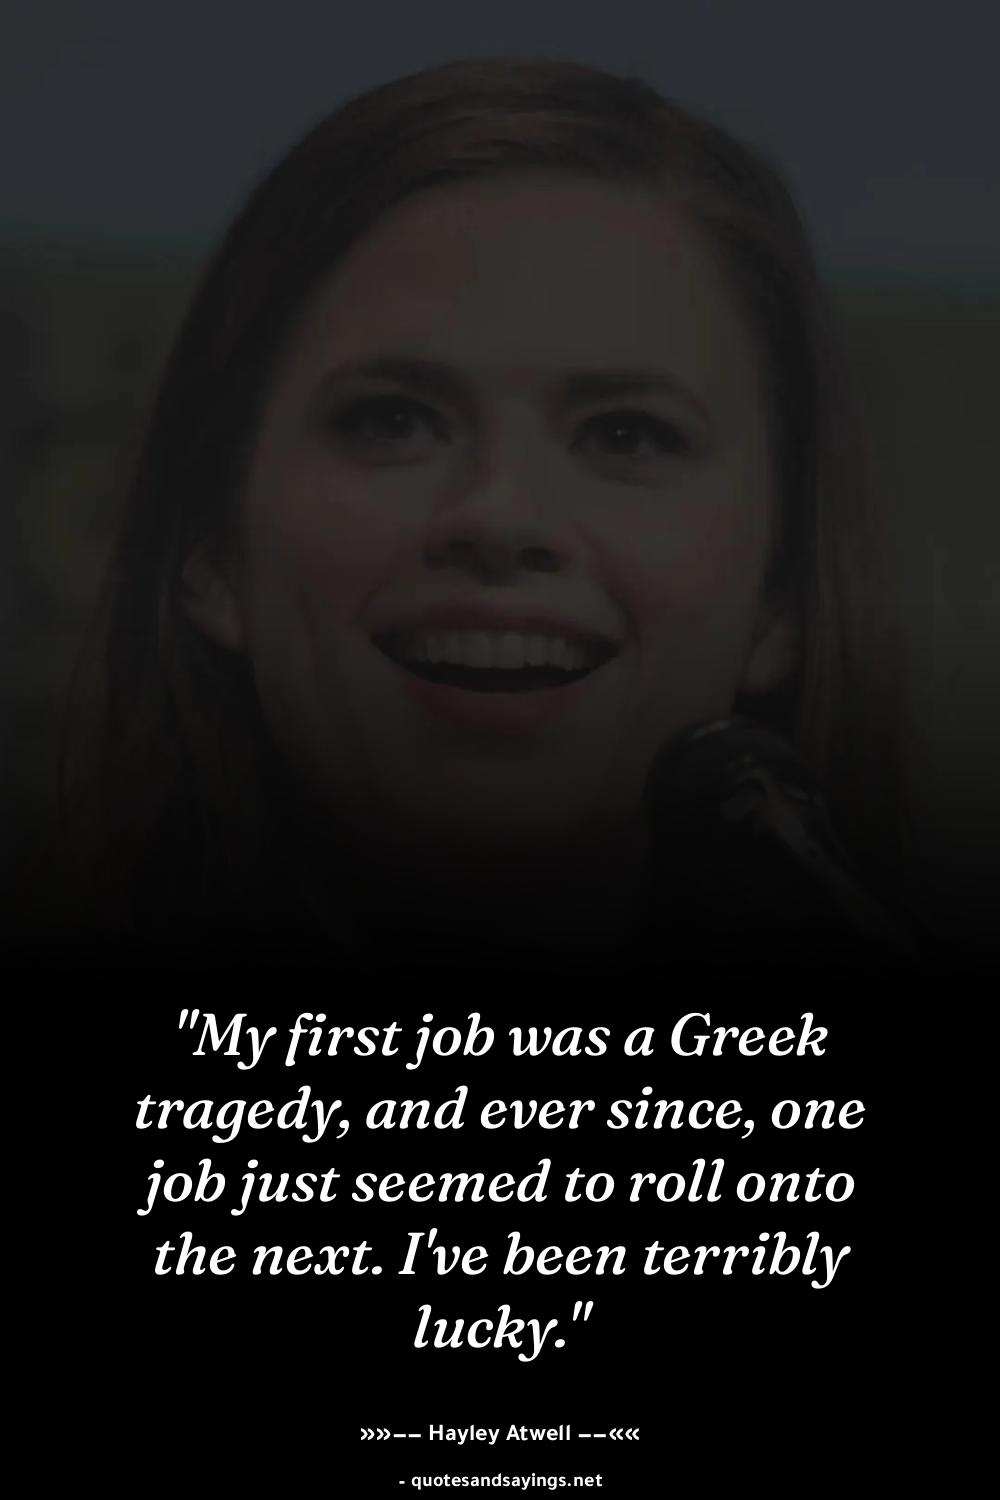 "My first job was a Greek
tragedy, and ever since, one
job just seemed to roll onto
the next. I've been terribly
lucky."
»»–– Hayley Atwell ––««
- quotesandsayings.net